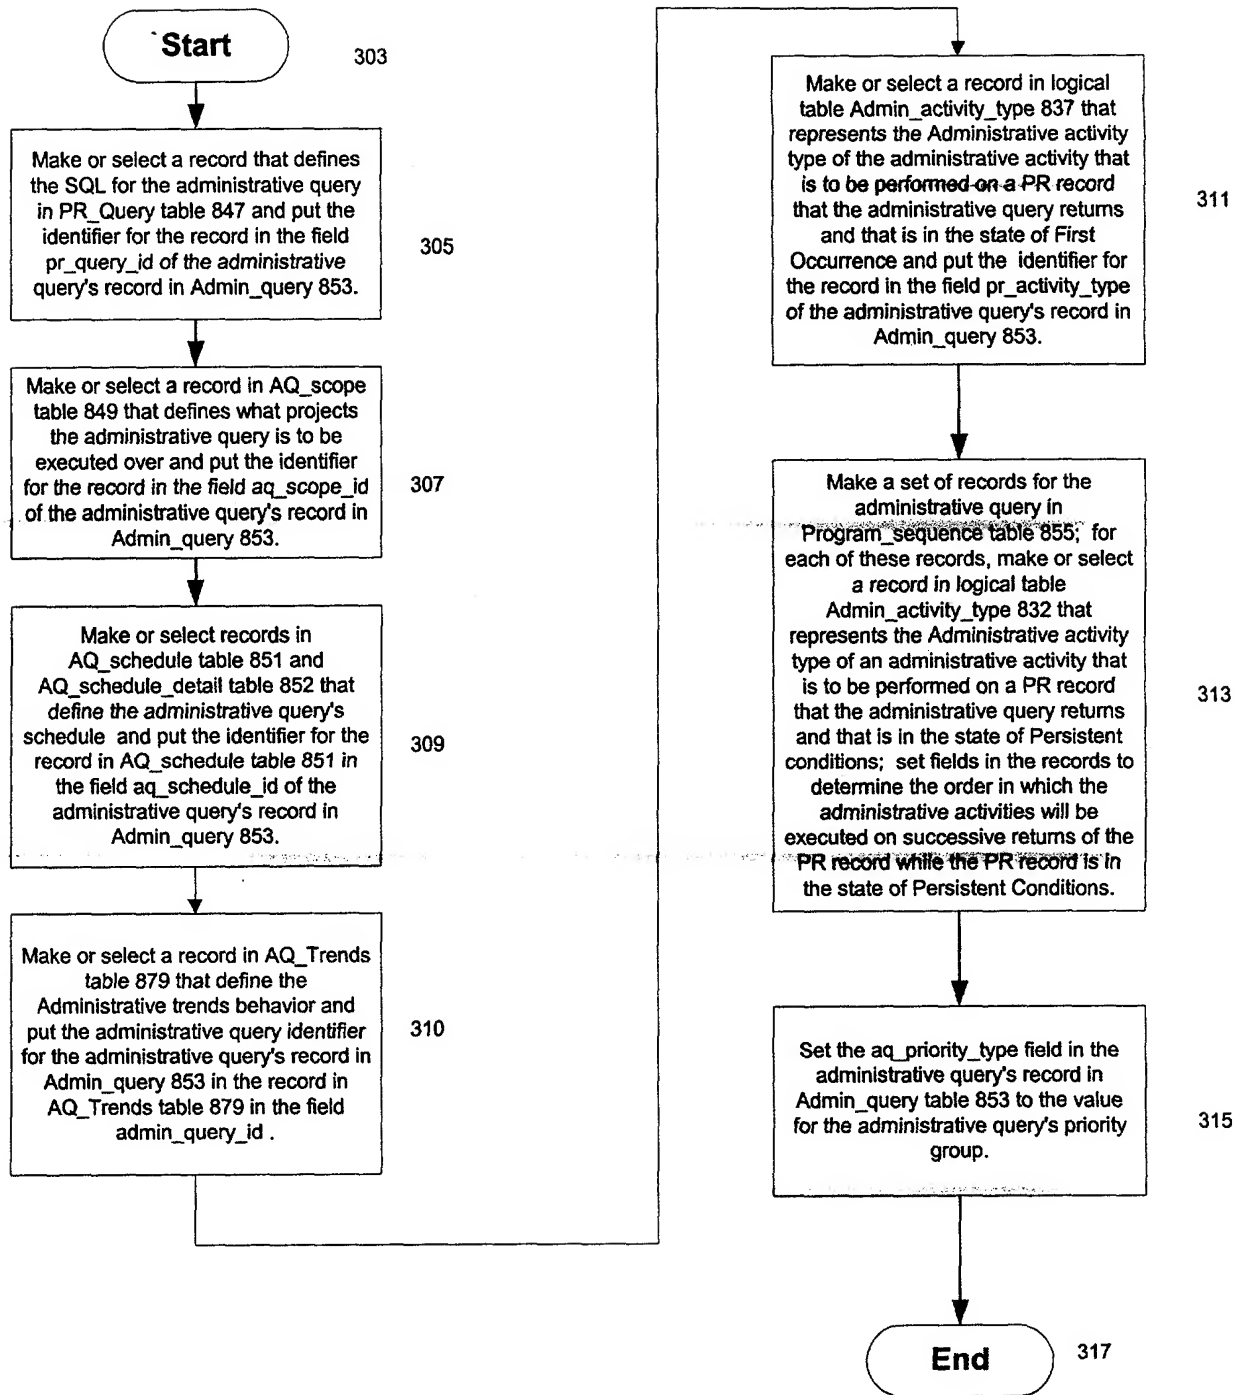 Start
303
Make or select a record that defines
the SQL for the administrative query
in PR_Query table 847 and put the
identifier for the record in the field
pr_query_id of the administrative
query's record in Admin_query 853.
305
Make or select a record in AQ_scope
table 849 that defines what projects
the administrative query is to be
executed over and put the identifier
for the record in the field aq_scope_id
of the administrative query's record in
Admin_query 853.
307
Make or select records in
AQ_schedule table 851 and
AQ_schedule_detail table 852 that
define the administrative query's
schedule and put the identifier for the
record in AQ_schedule table 851 in
the field aq_schedule_id of the
administrative query's record in
Admin_query 853.
309
Make or select a record in AQ_Trends
table 879 that define the
Administrative trends behavior and
put the administrative query identifier
for the administrative query's record in
Admin_query 853 in the record in
AQ_Trends table 879 in the field
admin_query_id .
310
Make or select a record in logical
table Admin_activity_type 837 that
represents the Administrative activity
type of the administrative activity that
is to be performed on a PR record
that the administrative query returns
and that is in the state of First
Occurrence and put the identifier for
the record in the field pr_activity_type
of the administrative query's record in
Admin_query 853.
311
Make a set of records for the
administrative query in
Program_sequence table 855; for
each of these records, make or select
a record in logical table
Admin_activity_type 832 that
represents the Administrative activity
type of an administrative activity that
is to be performed on a PR record
that the administrative query returns
and that is in the state of Persistent
conditions; set fields in the records to
determine the order in which the
administrative activities will be
executed on successive returns of the
PR record while the PR record is in
the state of Persistent Conditions.
313
Set the aq_priority_type field in the
administrative query's record in
Admin_query table 853 to the value
for the administrative query's priority
group.
315
End
317